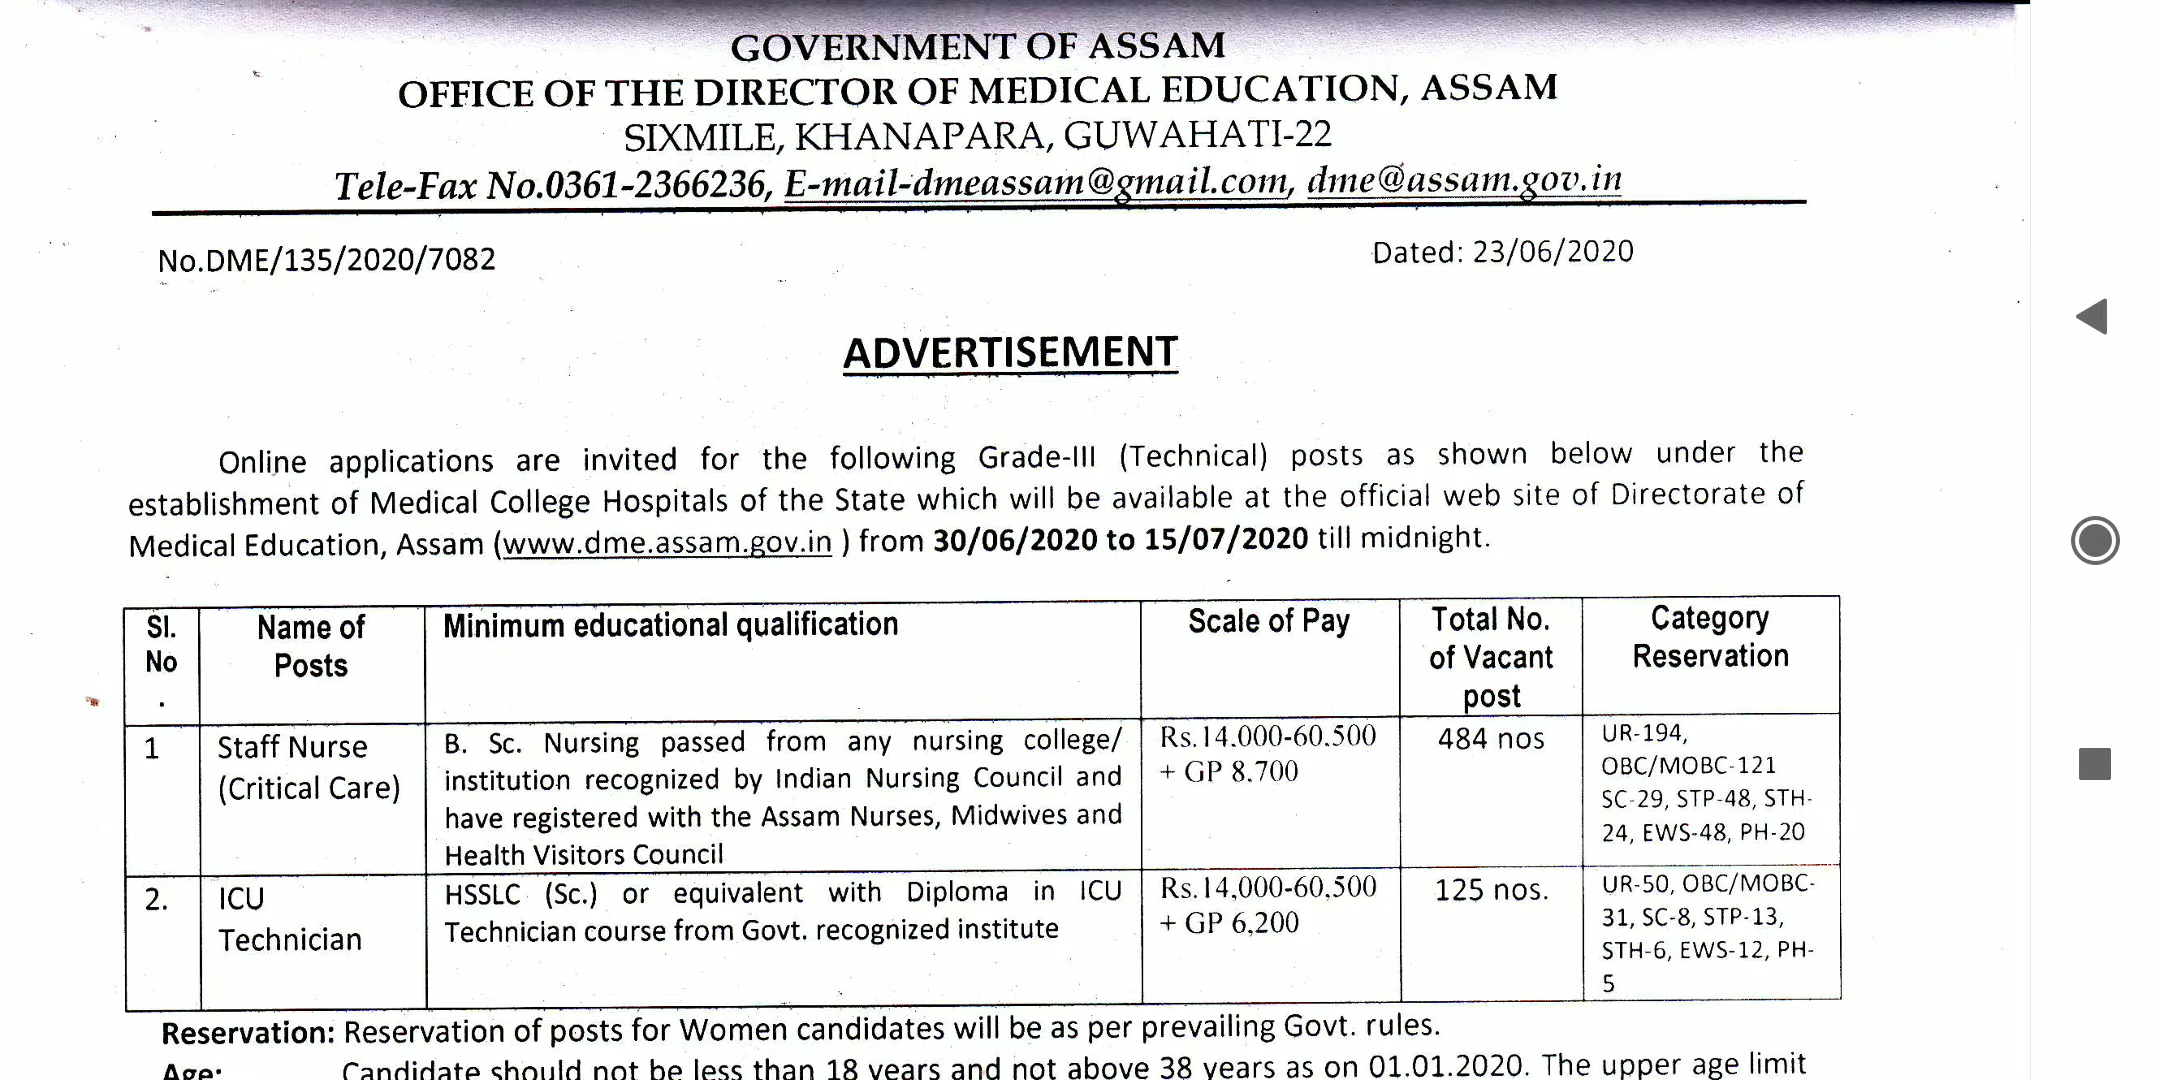 GOVERNMENT OF ASSAM
OFFICE OF THE DIRECTOR OF MEDICAL EDUCATION, ASSAM
SIXMILE, KHANAPARA, GUWAHATI-22
Tele-Fax No.0361-2366236, E-mail-dmeassam@gmail.com, dme@assam.gov.in
No.DME/135/2020/7082 Dated: 23/06/2020
ADVERTISEMENT
Online applications are invited for the following Grade-III (Technical) posts as shown below under the
establishment of Medical College Hospitals of the State which will be available at the official web site of Directorate of
Medical Education, Assam (www.dme.assam.gov.in ) from 30/06/2020 to 15/07/2020 till midnight.
Sl.
No
.
Name of
Posts
Minimum educational qualification
Scale of Pay
Total No.
of Vacant
post
Category
Reservation
1
Staff Nurse
(Critical Care)
B. Sc. Nursing passed from any nursing college/
institution recognized by Indian Nursing Council and
have registered with the Assam Nurses, Midwives and
Health Visitors Council
Rs.14.000-60.500
+ GP 8.700
484 nos
UR-194,
OBC/MOBC-121
SC-29, STP-48, STH-
24, EWS-48, PH-20
2.
ICU
Technician
HSSLC (Sc.) or equivalent with Diploma in ICU
Technician course from Govt. recognized institute
Rs.14,000-60,500
+ GP 6,200
125 nos.
UR-50, OBC/MOBC-
31, SC-8, STP-13,
STH-6, EWS-12, PH-
5
Reservation: Reservation of posts for Women candidates will be as per prevailing Govt. rules.
Age: Candidate should not be less than 18 years and not above 38 years as on 01.01.2020. The upper age limit